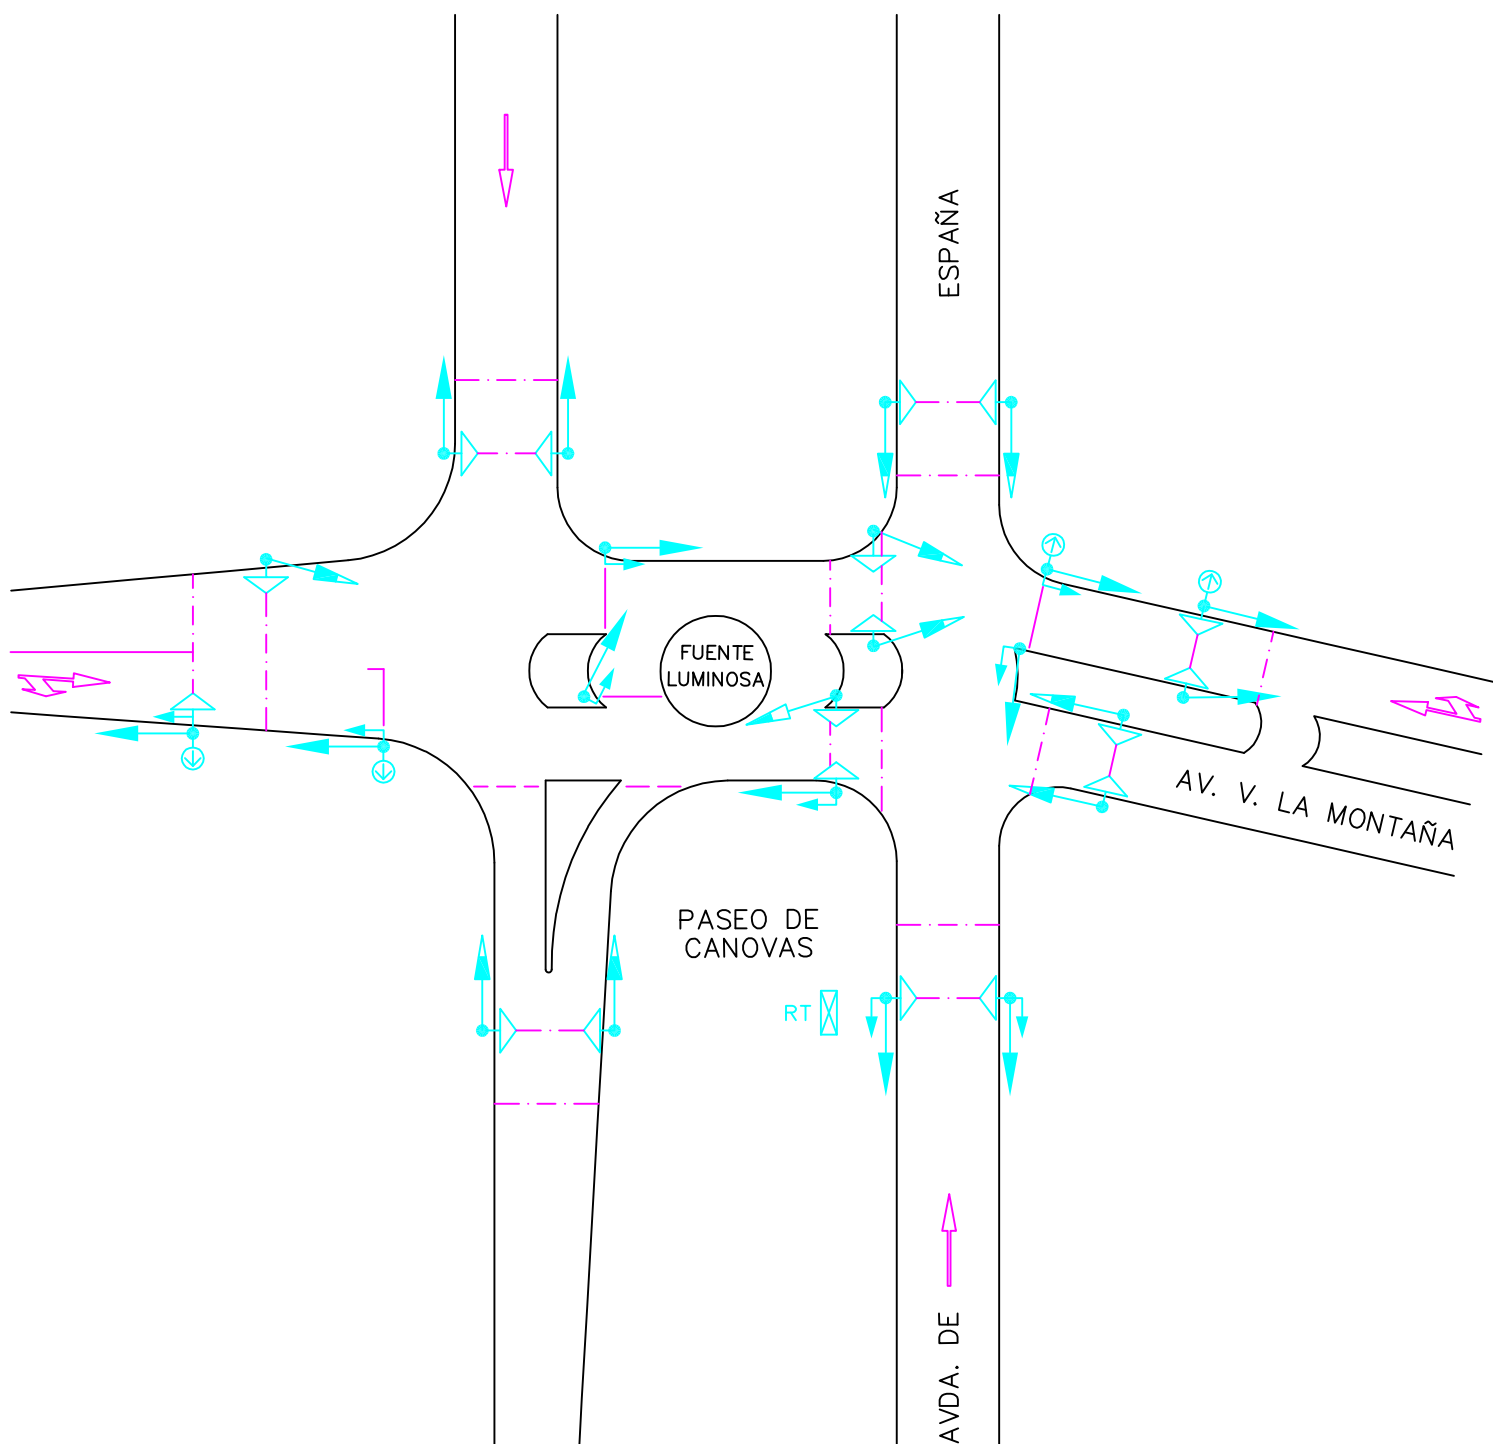 ESPAÑA
FUENTE
LUMINOSA
AV. V. LA MONTAÑA
PASEO DE
CANOVAS
RT
AVDA. DE